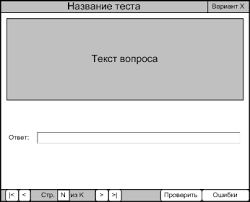 Название теста Вариант X
Текст вопроса
Ответ:
|< < Стр. N из K > >| Проверить Ошибки